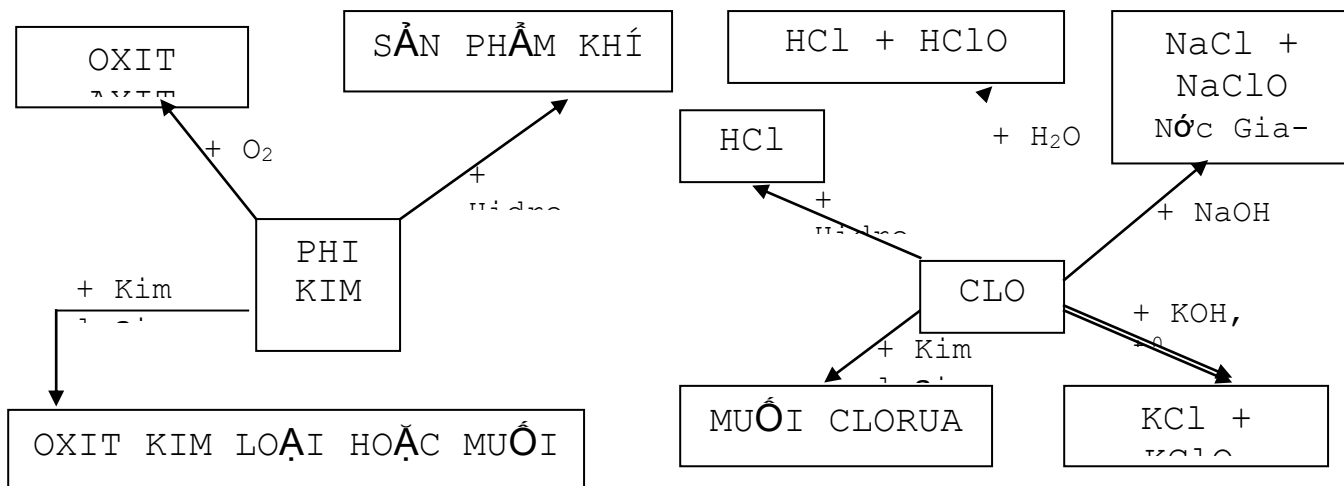 OXIT
SẢN PHẨM KHÍ
+ O₂
+
PHI
KIM
+ Kim
OXIT KIM LOẠI HOẶC MUỐI
HCl + HClO
NaCl +
NaClO
Nớc Gia-
+ H₂O
HCl
+
+ NaOH
CLO
+ KOH,
+ Kim
MUỐI CLORUA
KCl +